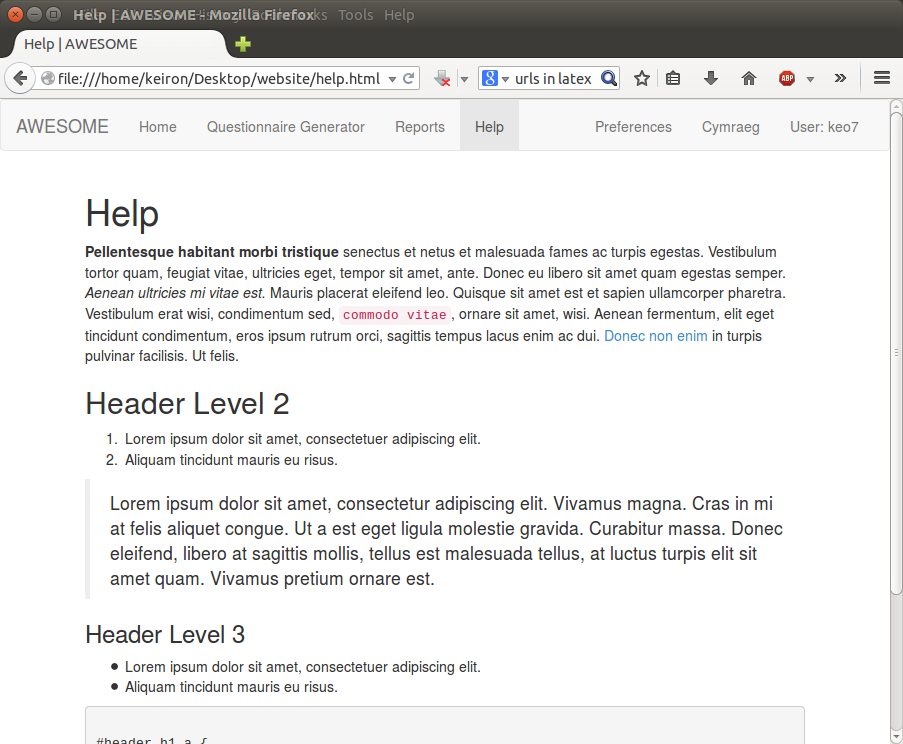 Help | AWESOME - Mozilla Firefox Tools Help
Help | AWESOME
file:///home/keiron/Desktop/website/help.html
urls in latex
ABP
AWESOME Home Questionnaire Generator Reports Help Preferences Cymraeg User: keo7
Help
Pellentesque habitant morbi tristique senectus et netus et malesuada fames ac turpis egestas. Vestibulum
tortor quam, feugiat vitae, ultricies eget, tempor sit amet, ante. Donec eu libero sit amet quam egestas semper.
Aenean ultricies mi vitae est. Mauris placerat eleifend leo. Quisque sit amet est et sapien ullamcorper pharetra.
Vestibulum erat wisi, condimentum sed, commodo vitae, ornare sit amet, wisi. Aenean fermentum, elit eget
tincidunt condimentum, eros ipsum rutrum orci, sagittis tempus lacus enim ac dui. Donec non enim in turpis
pulvinar facilisis. Ut felis.
Header Level 2
1. Lorem ipsum dolor sit amet, consectetuer adipiscing elit.
2. Aliquam tincidunt mauris eu risus.
Lorem ipsum dolor sit amet, consectetur adipiscing elit. Vivamus magna. Cras in mi
at felis aliquet congue. Ut a est eget ligula molestie gravida. Curabitur massa. Donec
eleifend, libero at sagittis mollis, tellus est malesuada tellus, at luctus turpis elit sit
amet quam. Vivamus pretium ornare est.
Header Level 3
• Lorem ipsum dolor sit amet, consectetuer adipiscing elit.
• Aliquam tincidunt mauris eu risus.
#header h1 a {